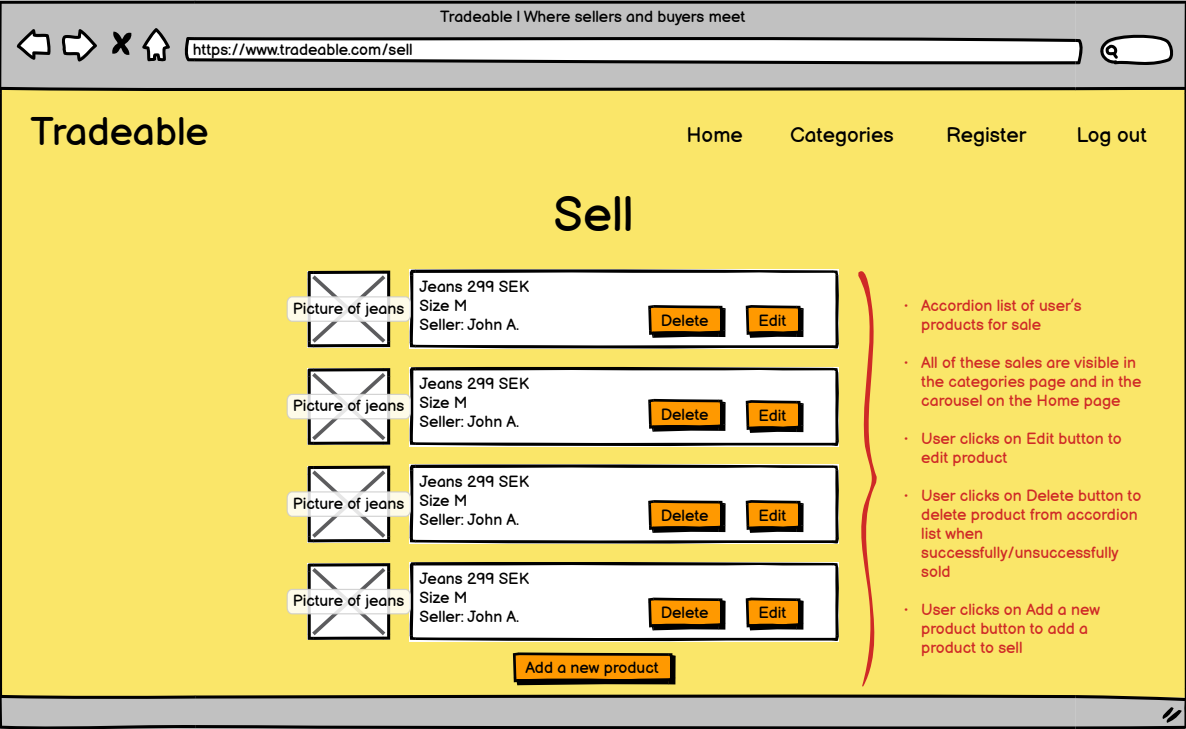 Tradeable | Where sellers and buyers meet
https://www.tradeable.com/sell
Tradeable
Home Categories Register Log out
Sell
Picture of jeans
Jeans 299 SEK
Size M
Seller: John A.
Delete Edit
Picture of jeans
Jeans 299 SEK
Size M
Seller: John A.
Delete Edit
Picture of jeans
Jeans 299 SEK
Size M
Seller: John A.
Delete Edit
Picture of jeans
Jeans 299 SEK
Size M
Seller: John A.
Delete Edit
Add a new product
· Accordion list of user's
products for sale
· All of these sales are visible in
the categories page and in the
carousel on the Home page
· User clicks on Edit button to
edit product
· User clicks on Delete button to
delete product from accordion
list when
successfully/unsuccessfully
sold
· User clicks on Add a new
product button to add a
product to sell